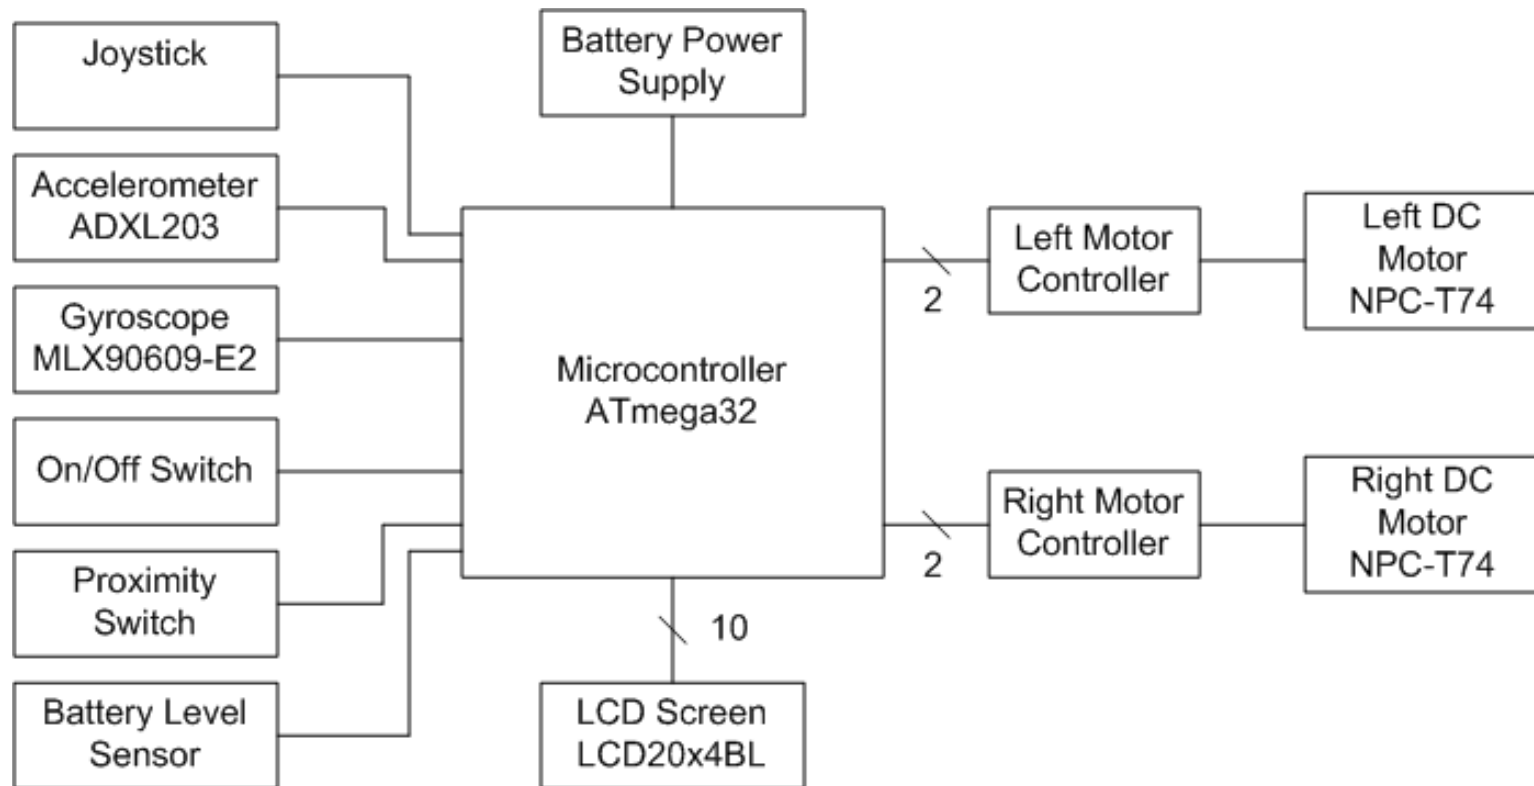 Joystick
Accelerometer
ADXL203
Gyroscope
MLX90609-E2
On/Off Switch
Proximity
Switch
Battery Level
Sensor
Battery Power
Supply
Microcontroller
ATmega32
10
LCD Screen
LCD20x4BL
2
Left Motor
Controller
Left DC
Motor
NPC-T74
2
Right Motor
Controller
Right DC
Motor
NPC-T74